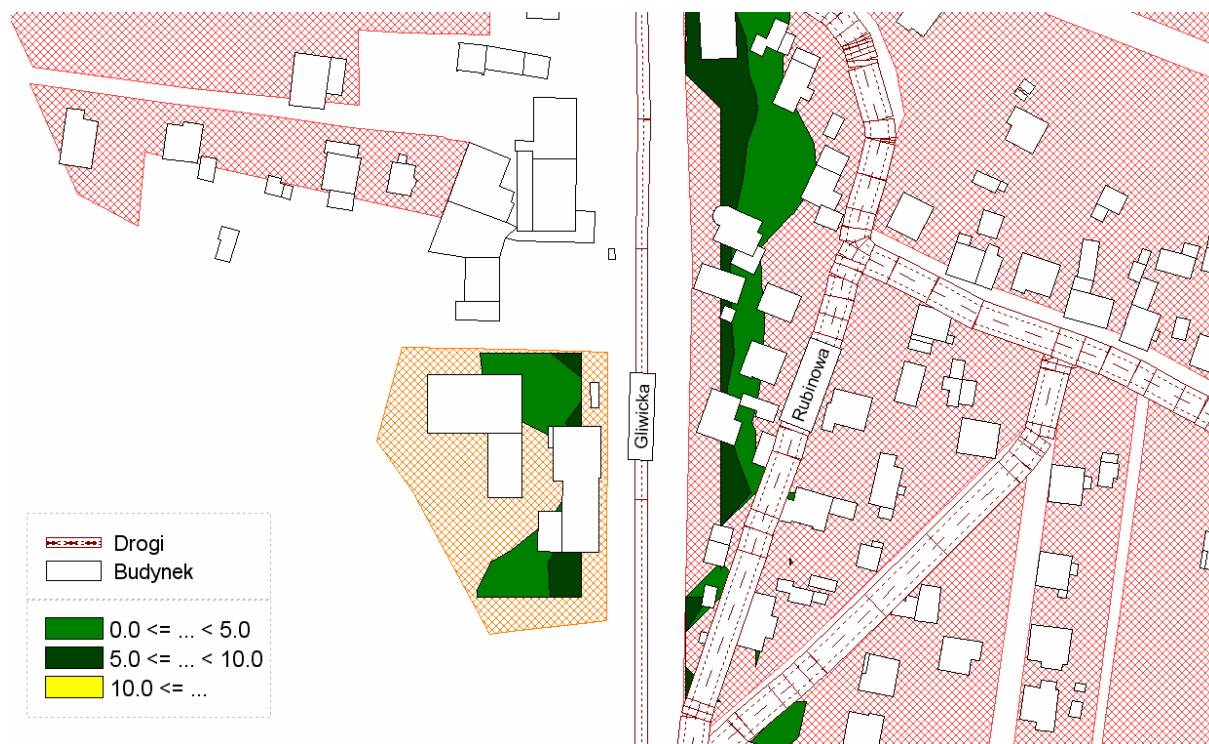 Rubinowa
Gliwicka
Drogi
Budynek
0.0 <= ... < 5.0
5.0 <= ... < 10.0
10.0 <= ...